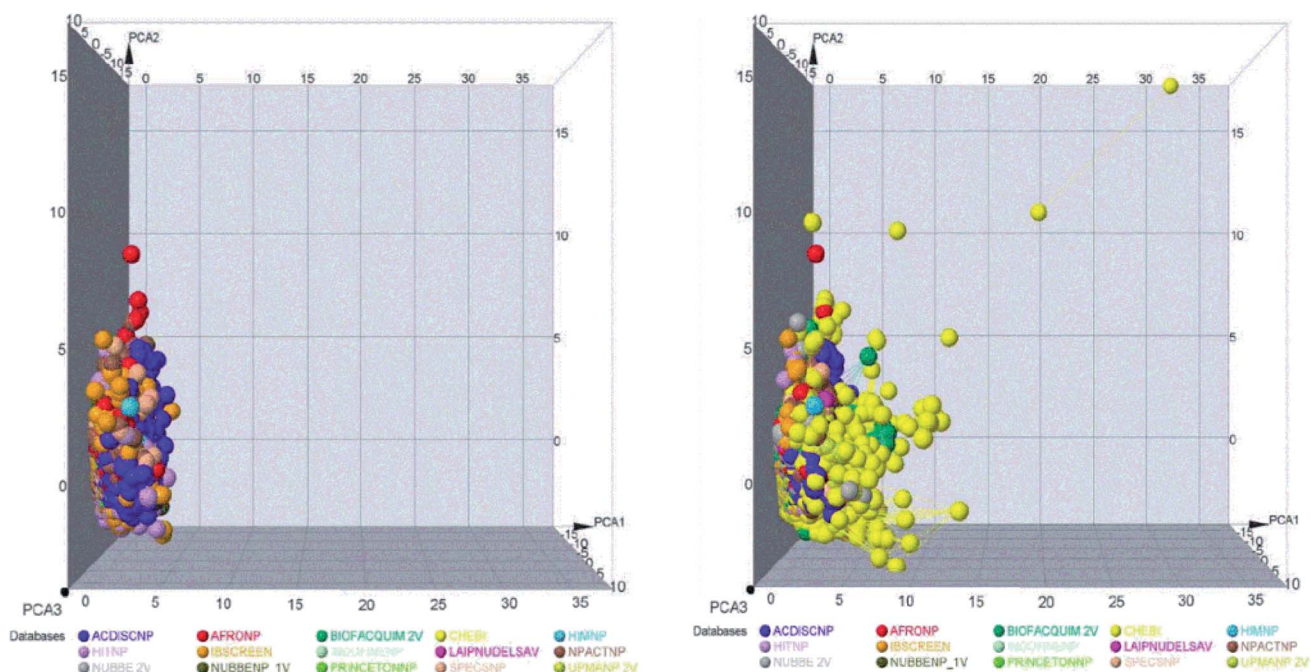 10 5 0 5 10 5 PCA2
15 0 5 10 15 20 25 30 35
15
10
10
5
5
0
0
PCA1
15 10 5 0 5 10
PCA3 0 5 10 15 20 25 30 35
Databases ACDISCNP AFRONP BIOFACQUIM 2V CHEBI HIMNP
HITNP IBSCREEN LAIPNUDELSAV NPACTNP
NUBBE 2V NUBBENP_1V PRINCETONNP SPECSNP UPMANP 2V
10 5 0 5 10 5 PCA2
15 0 5 10 15 20 25 30 35
15
10
10
5
5
0
0
PCA1
15 10 5 0 5 10
PCA3 0 5 10 15 20 25 30 35
Databases ACDISCNP AFRONP BIOFACQUIM 2V CHEBI HIMNP
HITNP IBSCREEN LAIPNUDELSAV NPACTNP
NUBBE 2V NUBBENP_1V PRINCETONNP SPECSNP